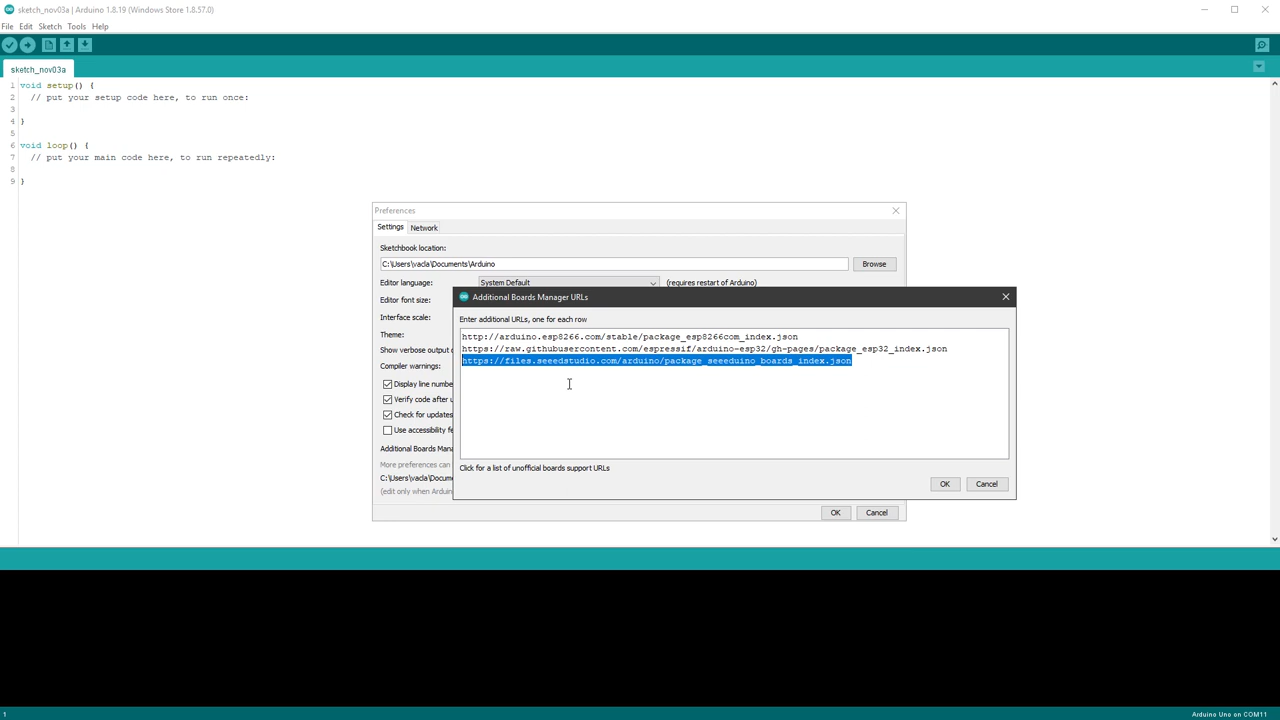 sketch_nov03a | Arduino 1.8.19 (Windows Store 1.8.57.0)
File Edit Sketch Tools Help
sketch_nov03a
1 void setup() {
2 // put your setup code here, to run once:
3
4 }
5
6 void loop() {
7 // put your main code here, to run repeatedly:
8
9 }
Preferences
Settings Network
Sketchbook location:
C:\Users\vacla\Documents\Arduino Browse
Editor language: System Default (requires restart of Arduino)
Editor font size:
Interface scale:
Theme:
Show verbose output
Compiler warnings:
Display line numbe
Verify code after u
Check for updates
Use accessibility fe
Additional Boards Mana
More preferences can
C:\Users\vacla\Docum
(edit only when Arduin
OK Cancel
Additional Boards Manager URLs
Enter additional URLs, one for each row
http://arduino.esp8266.com/stable/package_esp8266com_index.json
https://raw.githubusercontent.com/espressif/arduino-esp32/gh-pages/package_esp32_index.json
https://files.seeedstudio.com/arduino/package_seeeduino_boards_index.json
Click for a list of unofficial boards support URLs
OK Cancel
1 Arduino Uno on COM11